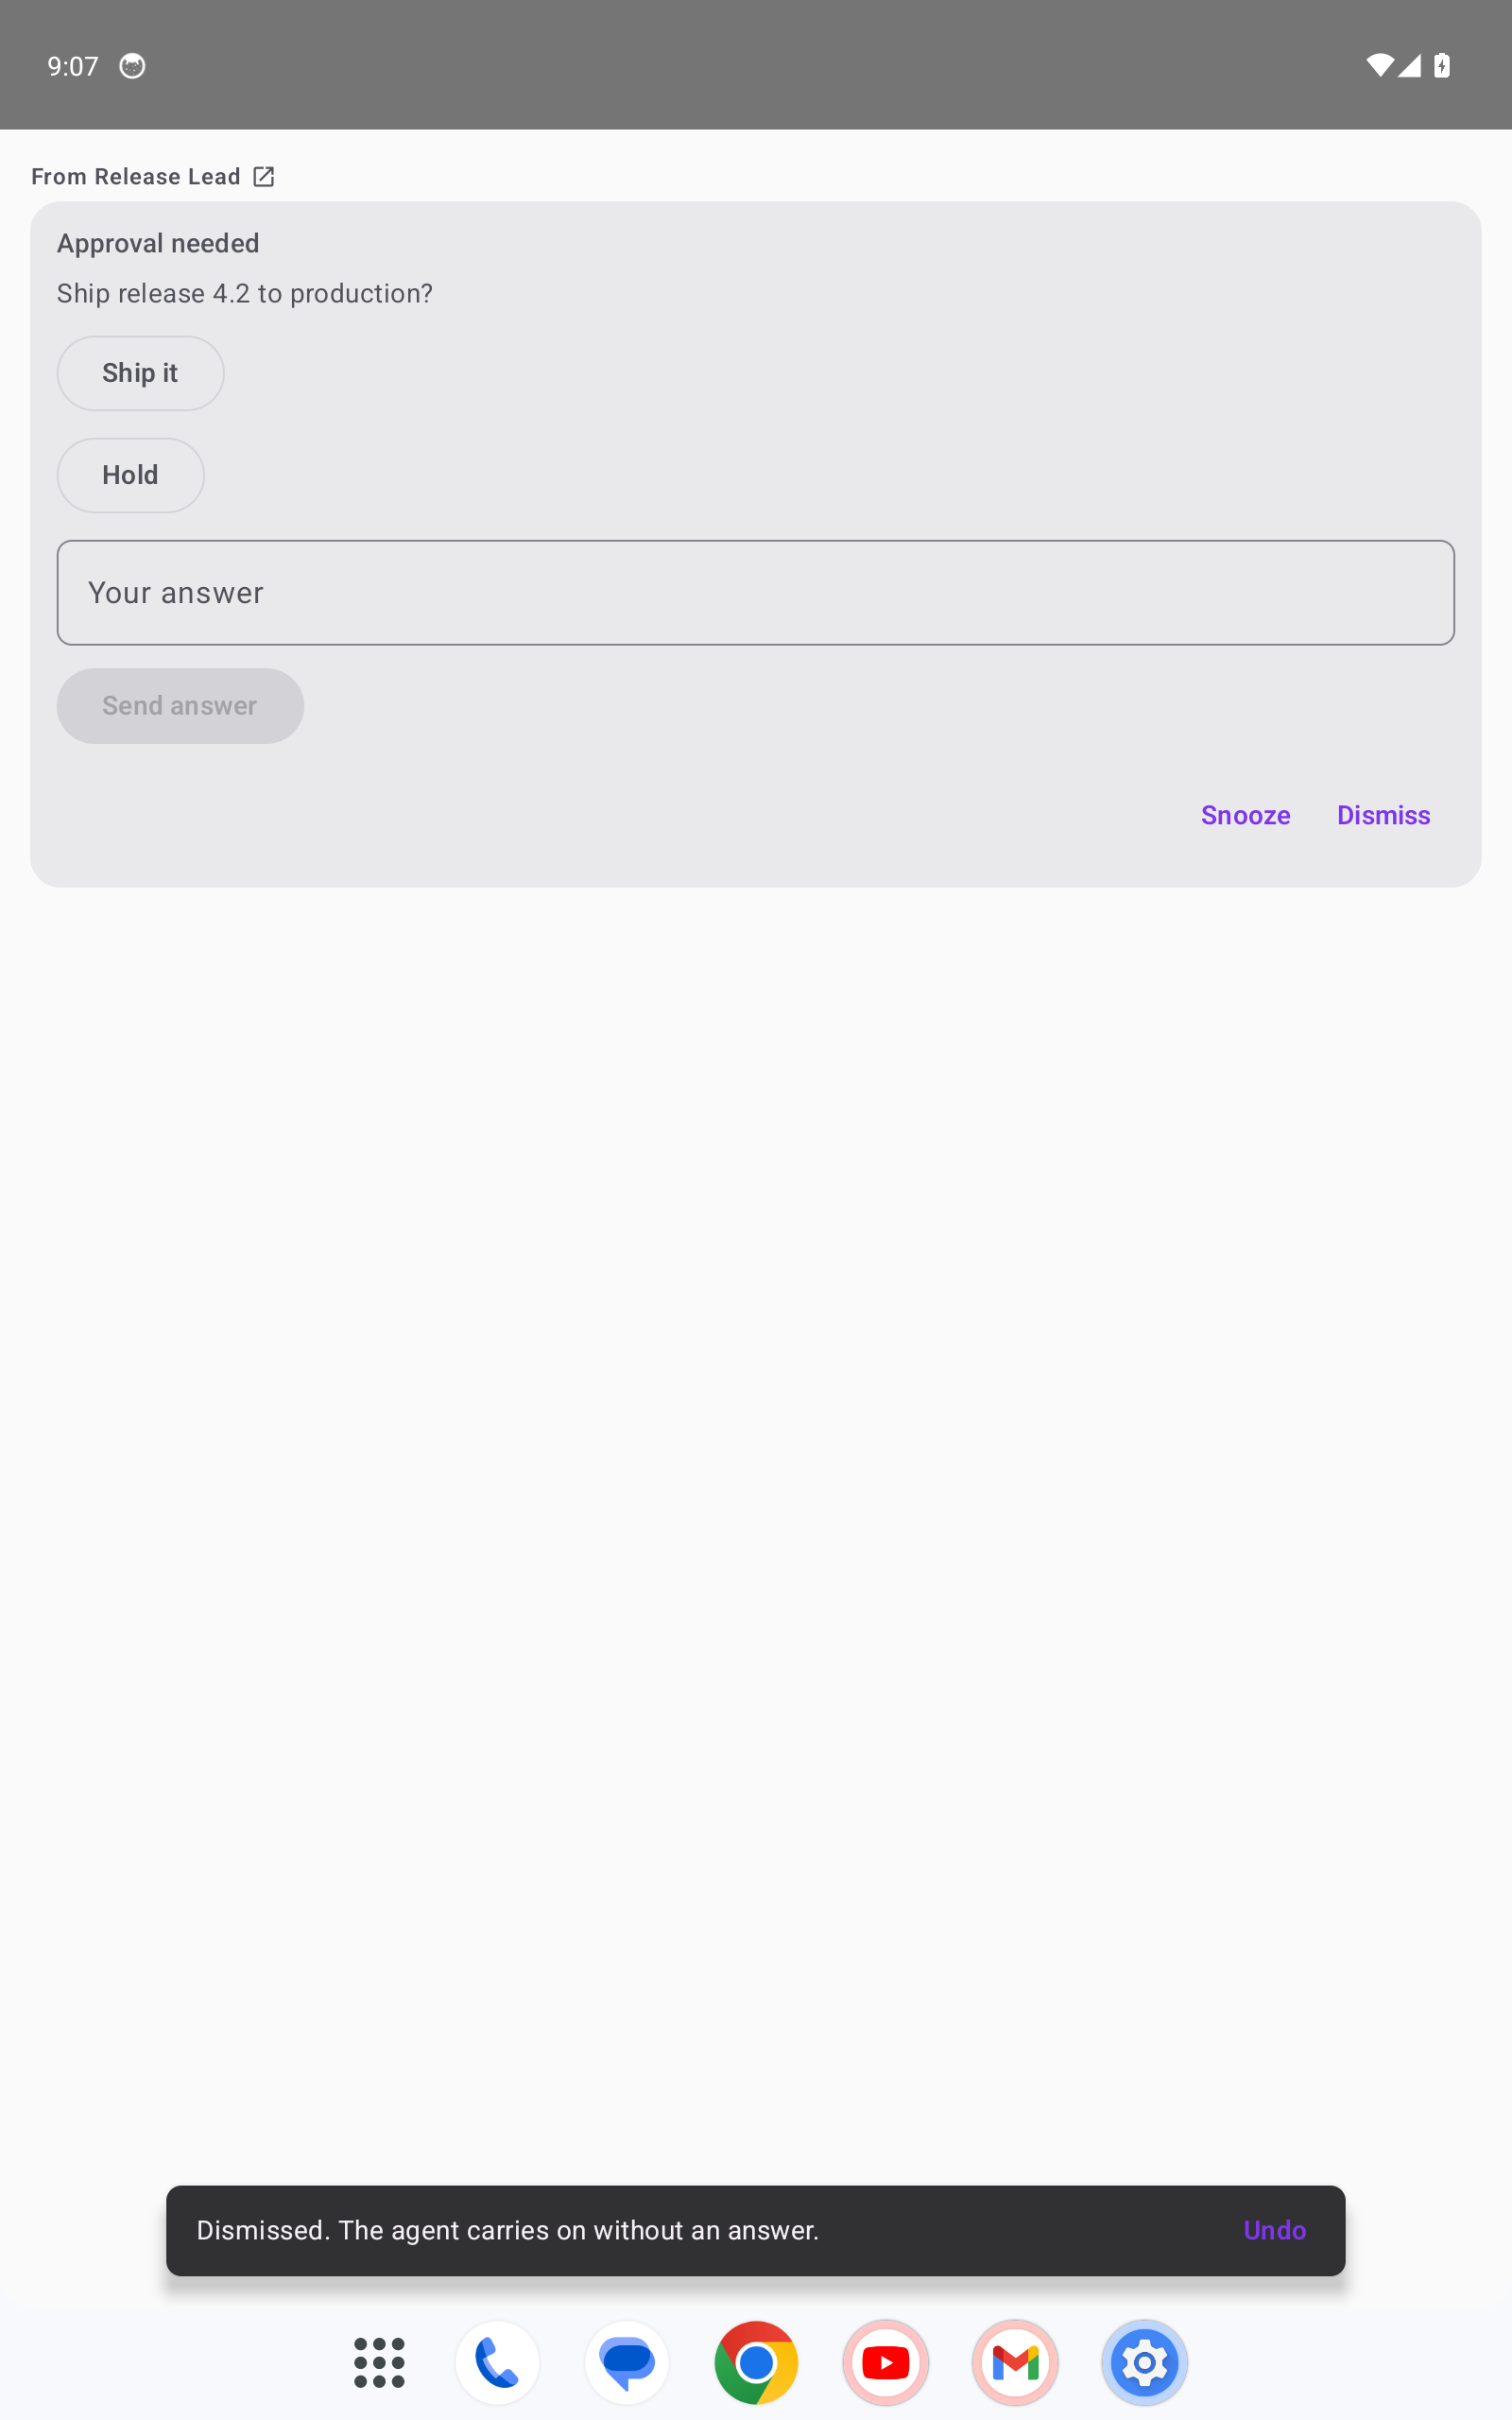 9:07
From Release Lead
Approval needed
Ship release 4.2 to production?
Ship it
Hold
Your answer
Send answer
Snooze Dismiss
Dismissed. The agent carries on without an answer. Undo